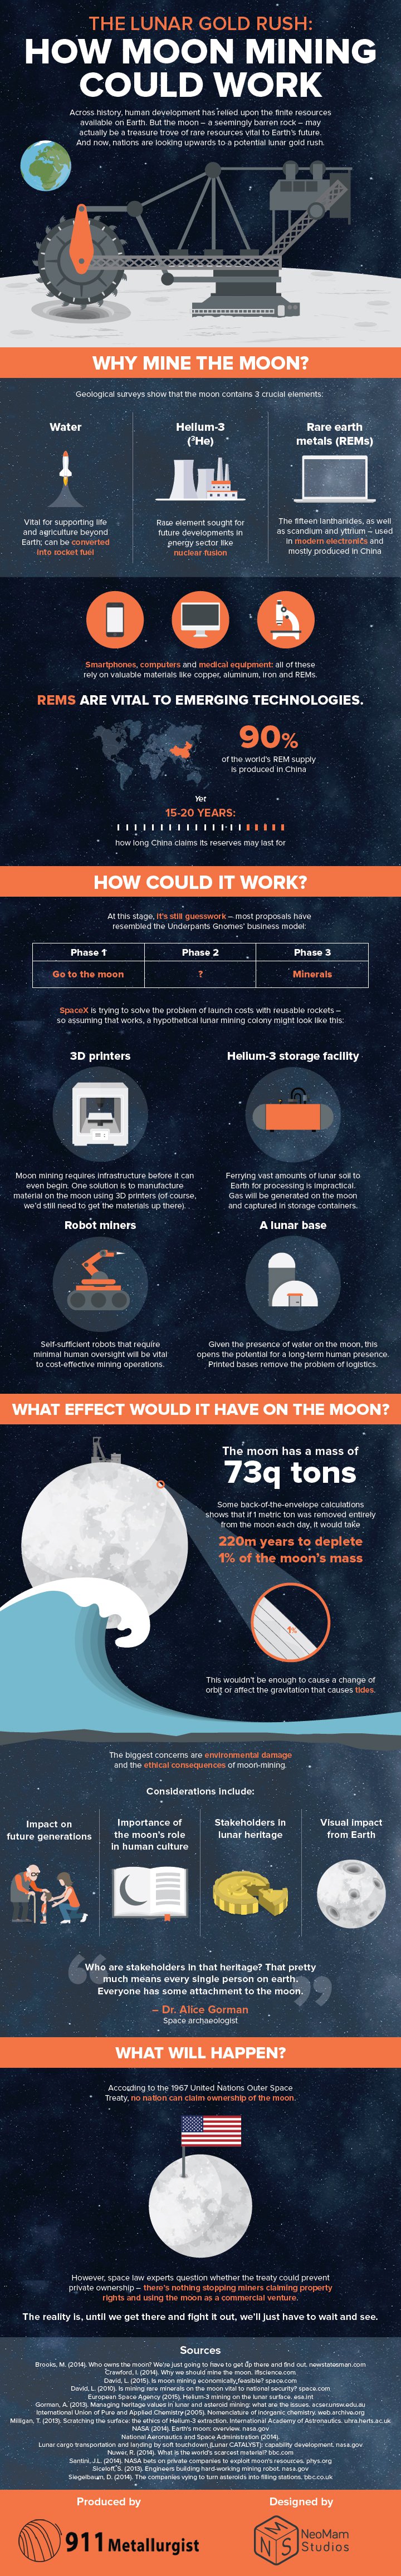 THE LUNAR GOLD RUSH:
HOW MOON MINING
COULD WORK
Across history, human development has relied upon the finite resources
available on Earth. But the moon – a seemingly barren rock – may
actually be a treasure trove of rare resources vital to Earth's future.
And now, nations are looking upwards to a potential lunar gold rush.
WHY MINE THE MOON?
Geological surveys show that the moon contains 3 crucial elements:
Water
Vital for supporting life
and agriculture beyond
Earth; can be converted
into rocket fuel
Helium-3
(³He)
Rare element sought for
future developments in
energy sector like
nuclear fusion
Rare earth
metals (REMs)
The fifteen lanthanides, as well
as scandium and yttrium – used
in modern electronics and
mostly produced in China
Smartphones, computers and medical equipment: all of these
rely on valuable materials like copper, aluminum, iron and REMs.
REMS ARE VITAL TO EMERGING TECHNOLOGIES.
90%
of the world's REM supply
is produced in China
Yet
15-20 YEARS:
how long China claims its reserves may last for
HOW COULD IT WORK?
At this stage, it's still guesswork – most proposals have
resembled the Underpants Gnomes' business model:
Phase 1 Phase 2 Phase 3
Go to the moon ? Minerals
SpaceX is trying to solve the problem of launch costs with reusable rockets –
so assuming that works, a hypothetical lunar mining colony might look like this:
3D printers
Moon mining requires infrastructure before it can
even begin. One solution is to manufacture
material on the moon using 3D printers (of course,
we'd still need to get the materials up there).
Helium-3 storage facility
Ferrying vast amounts of lunar soil to
Earth for processing is impractical.
Gas will be generated on the moon
and captured in storage containers.
Robot miners
Self-sufficient robots that require
minimal human oversight will be vital
to cost-effective mining operations.
A lunar base
Given the presence of water on the moon, this
opens the potential for a long-term human presence.
Printed bases remove the problem of logistics.
WHAT EFFECT WOULD IT HAVE ON THE MOON?
The moon has a mass of
73q tons
Some back-of-the-envelope calculations
shows that if 1 metric ton was removed entirely
from the moon each day, it would take
220m years to deplete
1% of the moon's mass
1%
This wouldn't be enough to cause a change of
orbit or affect the gravitation that causes tides.
The biggest concerns are environmental damage
and the ethical consequences of moon-mining.
Considerations include:
Impact on
future generations
Importance of
the moon's role
in human culture
Stakeholders in
lunar heritage
Visual impact
from Earth
“Who are stakeholders in that heritage? That pretty
much means every single person on earth.
Everyone has some attachment to the moon.”
– Dr. Alice Gorman
Space archaeologist
WHAT WILL HAPPEN?
According to the 1967 United Nations Outer Space
Treaty, no nation can claim ownership of the moon.
However, space law experts question whether the treaty could prevent
private ownership – there's nothing stopping miners claiming property
rights and using the moon as a commercial venture.
The reality is, until we get there and fight it out, we'll just have to wait and see.
Sources
Brooks, M. (2014). Who owns the moon? We're just going to have to get up there and find out. newstatesman.com
Crawford, I. (2014). Why we should mine the moon. iflscience.com
David, L. (2015). Is moon mining economically feasible? space.com
David, L. (2010). Is mining rare minerals on the moon vital to national security? space.com
European Space Agency (2015). Helium-3 mining on the lunar surface. esa.int
Gorman, A. (2013). Managing heritage values in lunar and asteroid mining: what are the issues. acser.unsw.edu.au
International Union of Pure and Applied Chemistry (2005). Nomenclature of inorganic chemistry. web.archive.org
Milligan, T. (2013). Scratching the surface: the ethics of Helium-3 extraction. International Academy of Astronautics. uhra.herts.ac.uk
NASA (2014). Earth's moon: overview. nasa.gov
National Aeronautics and Space Administration (2014).
Lunar cargo transportation and landing by soft touchdown (Lunar CATALYST): capability development. nasa.gov
Nuwer, R. (2014). What is the world's scarcest material? bbc.com
Santini, J.L. (2014). NASA bets on private companies to exploit moon's resources. phys.org
Siceloff, S. (2013). Engineers building hard-working mining robot. nasa.gov
Siegelbaum, D. (2014). The companies vying to turn asteroids into filling stations. bbc.co.uk
Produced by
911 Metallurgist
Designed by
NeoMam
Studios